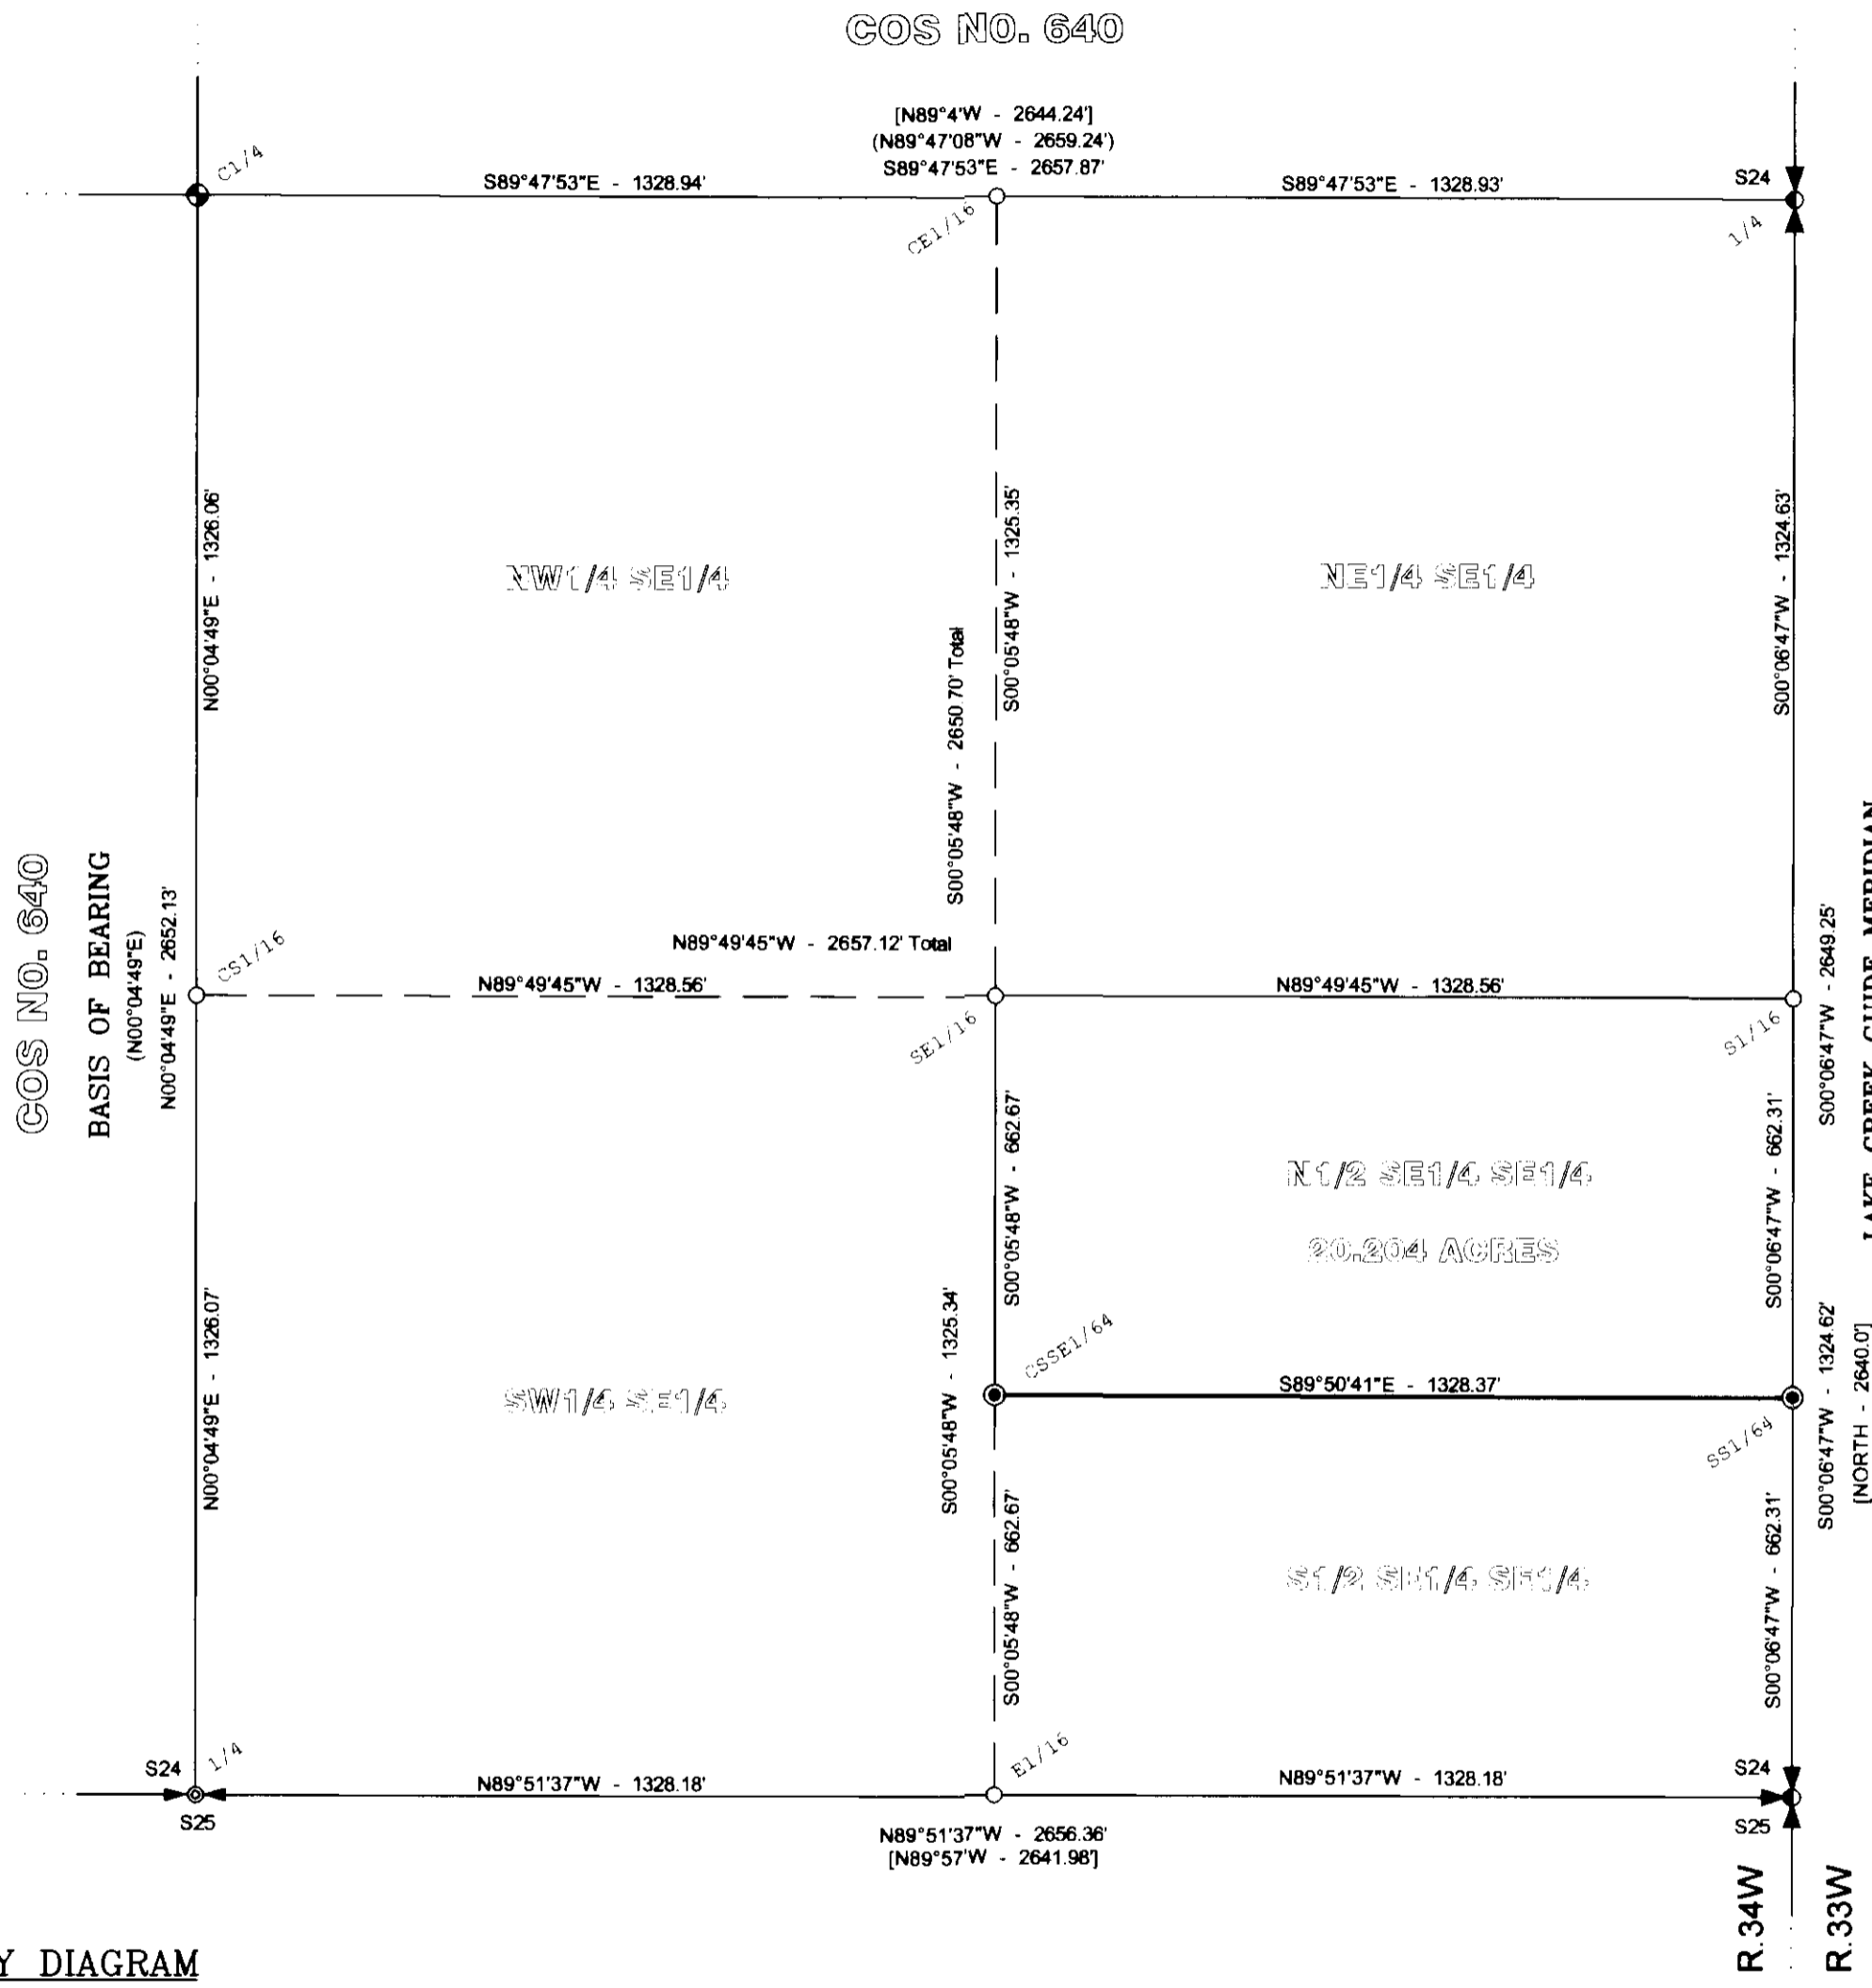 COS NO. 640
[N89°4'W - 2644.24']
(N89°47'08"W - 2659.24')
S89°47'53"E - 2657.87'
C1/4
S89°47'53"E - 1328.94'
S89°47'53"E - 1328.93'
S24
CE1/16
1/4
N00°04'49"E - 1326.06'
S00°05'48"W - 1325.35'
S00°06'47"W - 1324.63'
NW1/4 SE1/4
NE1/4 SE1/4
S00°05'48"W - 2650.70' Total
COS NO. 640
BASIS OF BEARING
(N00°04'49"E)
N00°04'49"E - 2652.13'
CS1/16
N89°49'45"W - 2657.12' Total
N89°49'45"W - 1328.56'
N89°49'45"W - 1328.56'
SE1/16
S1/16
S00°06'47"W - 2649.25'
LAKE CREEK GUIDE MERIDIAN
S00°05'48"W - 662.67'
S00°06'47"W - 662.31'
N1/2 SE1/4 SE1/4
20.204 ACRES
N00°04'49"E - 1326.07'
S00°05'48"W - 1325.34'
CSSE1/64
S89°50'41"E - 1328.37'
SS1/64
S00°06'47"W - 1324.62'
[NORTH - 2640.0']
SW1/4 SE1/4
S00°05'48"W - 662.67'
S00°06'47"W - 662.31'
S1/2 SE1/4 SE1/4
S24
1/4
S25
N89°51'37"W - 1328.18'
E1/16
N89°51'37"W - 1328.18'
S24
S25
N89°51'37"W - 2656.36'
[N89°57'W - 2641.98']
R.34W
R.33W
Y DIAGRAM